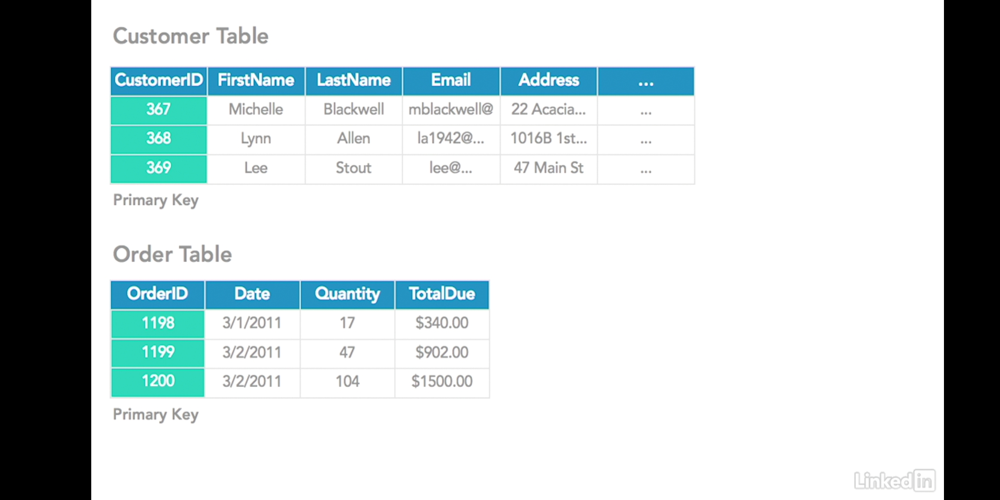 Customer Table
CustomerID FirstName LastName Email Address ...
367 Michelle Blackwell mblackwell@ 22 Acacia... ...
368 Lynn Allen la1942@... 1016B 1st... ...
369 Lee Stout lee@... 47 Main St ...
Primary Key
Order Table
OrderID Date Quantity TotalDue
1198 3/1/2011 17 $340.00
1199 3/2/2011 47 $902.00
1200 3/2/2011 104 $1500.00
Primary Key
Linked in